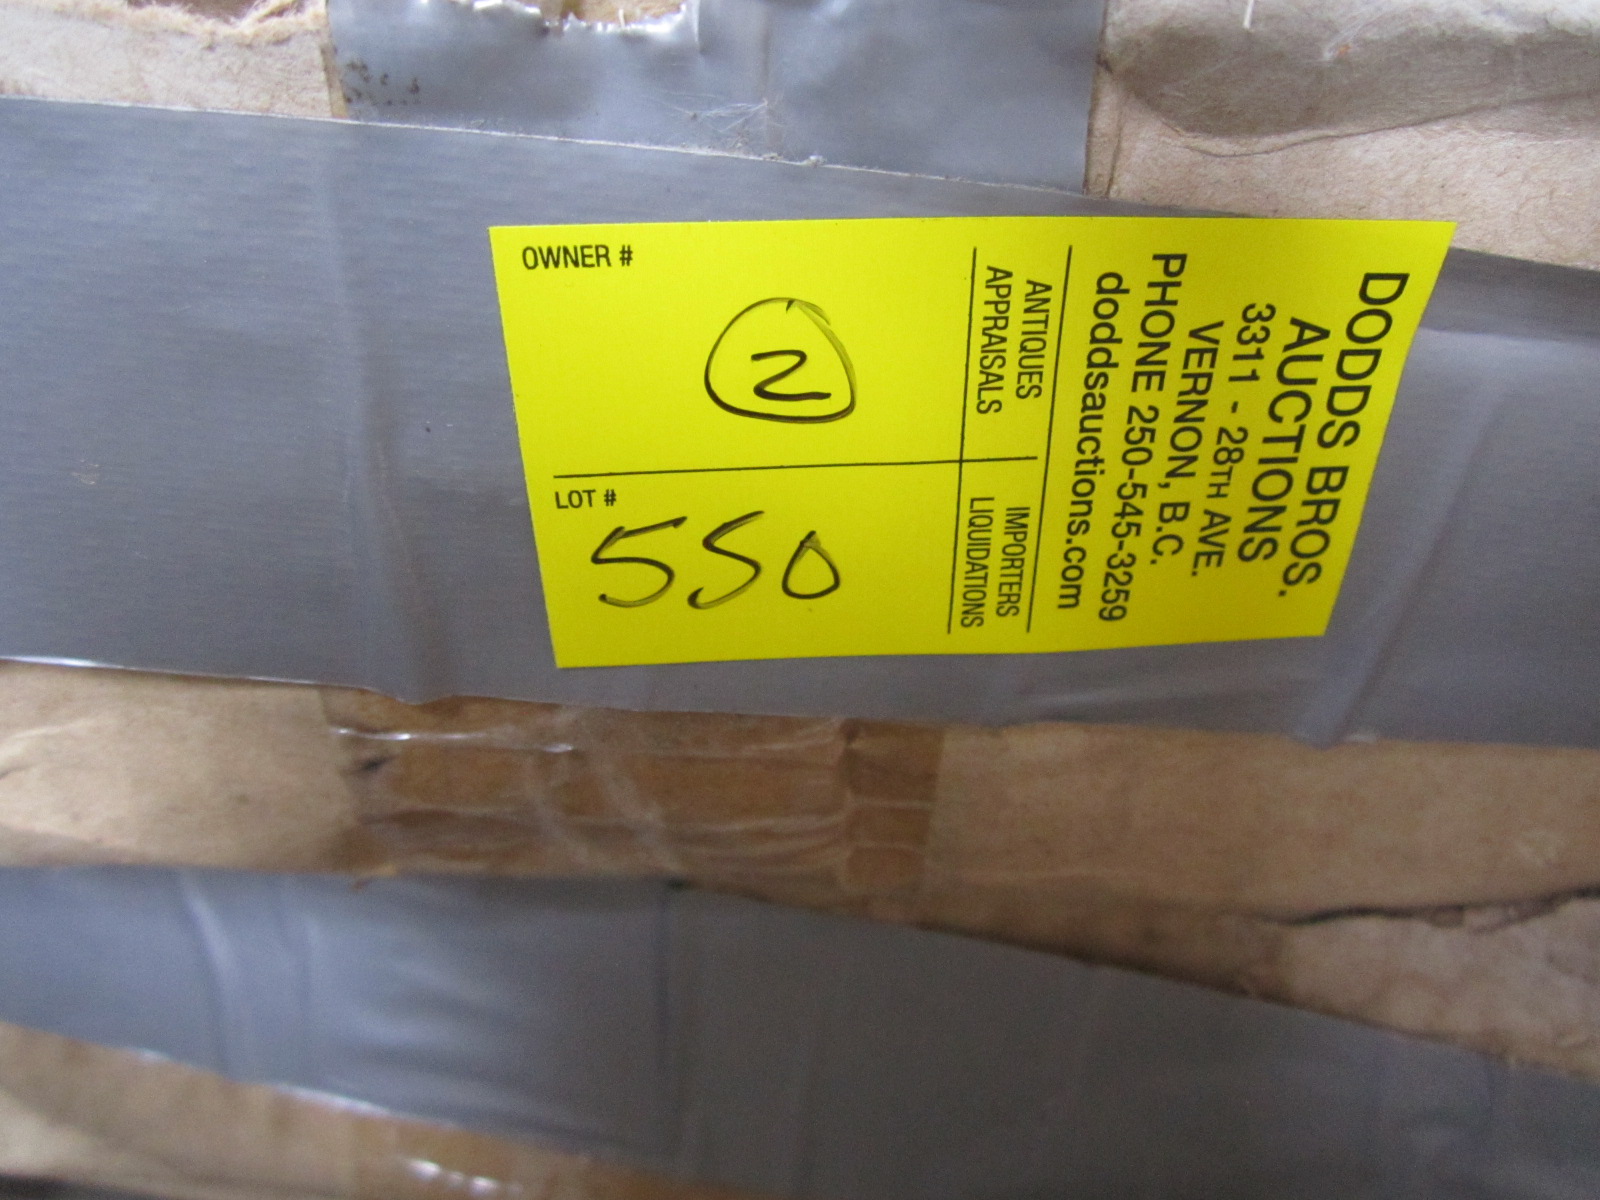 DODDS BROS.
AUCTIONS
3311 - 28TH AVE.
VERNON, B.C.
PHONE 250-545-3259
doddsauctions.com
ANTIQUES
APPRAISALS
IMPORTERS
LIQUIDATIONS
OWNER #
2
LOT #
550